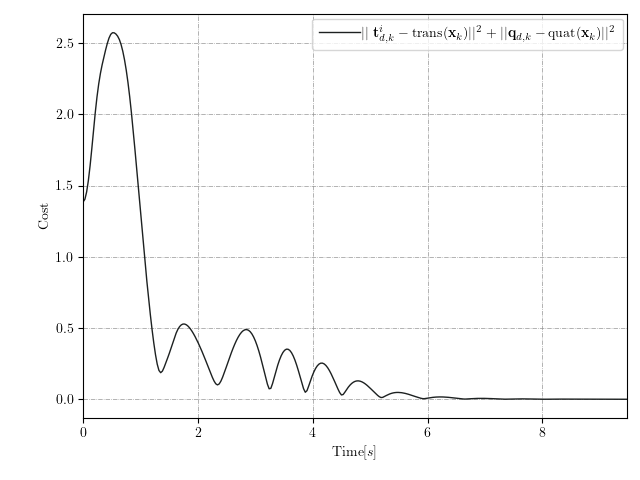 || t^i_{d,k} − trans(x_k)||^2 + ||q_{d,k} − quat(x_k)||^2
2.5
2.0
1.5
1.0
0.5
0.0
Cost
0 2 4 6 8
Time[s]